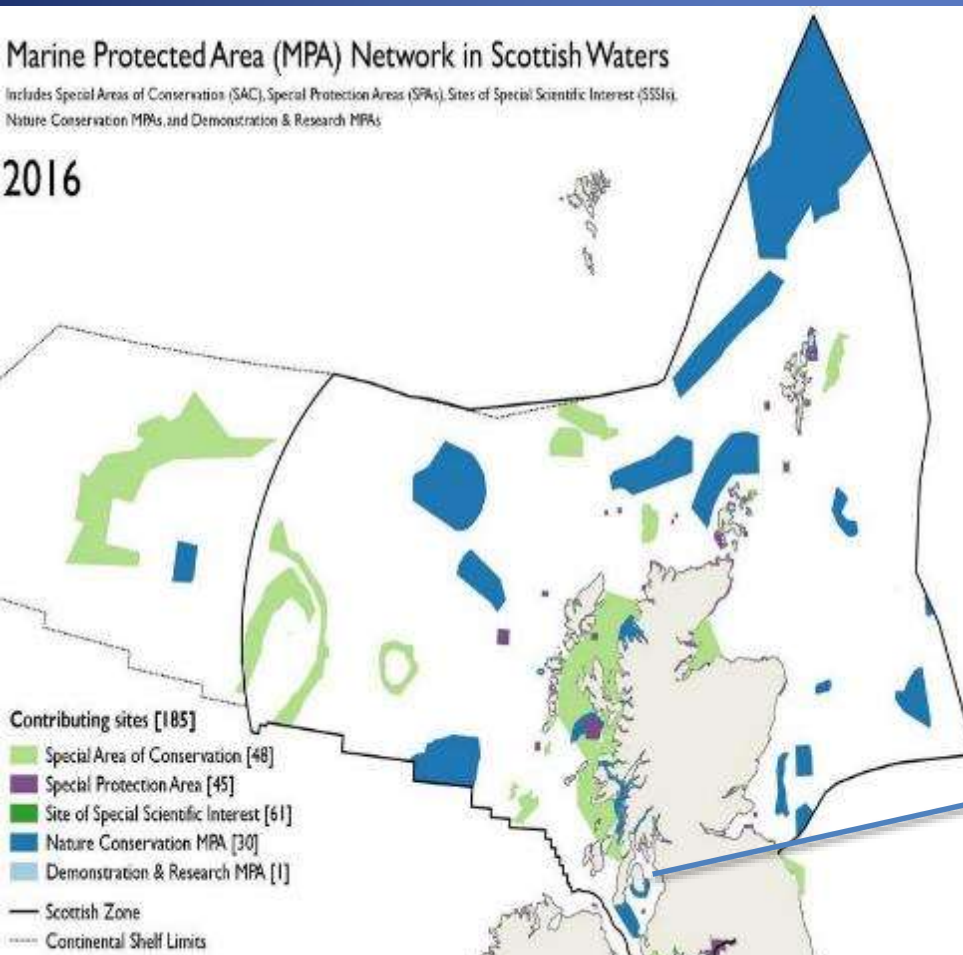 Marine Protected Area (MPA) Network in Scottish Waters
Includes Special Areas of Conservation (SAC), Special Protection Areas (SPAs), Sites of Special Scientific Interest (SSSIs),
Nature Conservation MPAs, and Demonstration & Research MPAs
2016
Contributing sites [185]
Special Area of Conservation [48]
Special Protection Area [45]
Site of Special Scientific Interest [61]
Nature Conservation MPA [30]
Demonstration & Research MPA [1]
Scottish Zone
Continental Shelf Limits